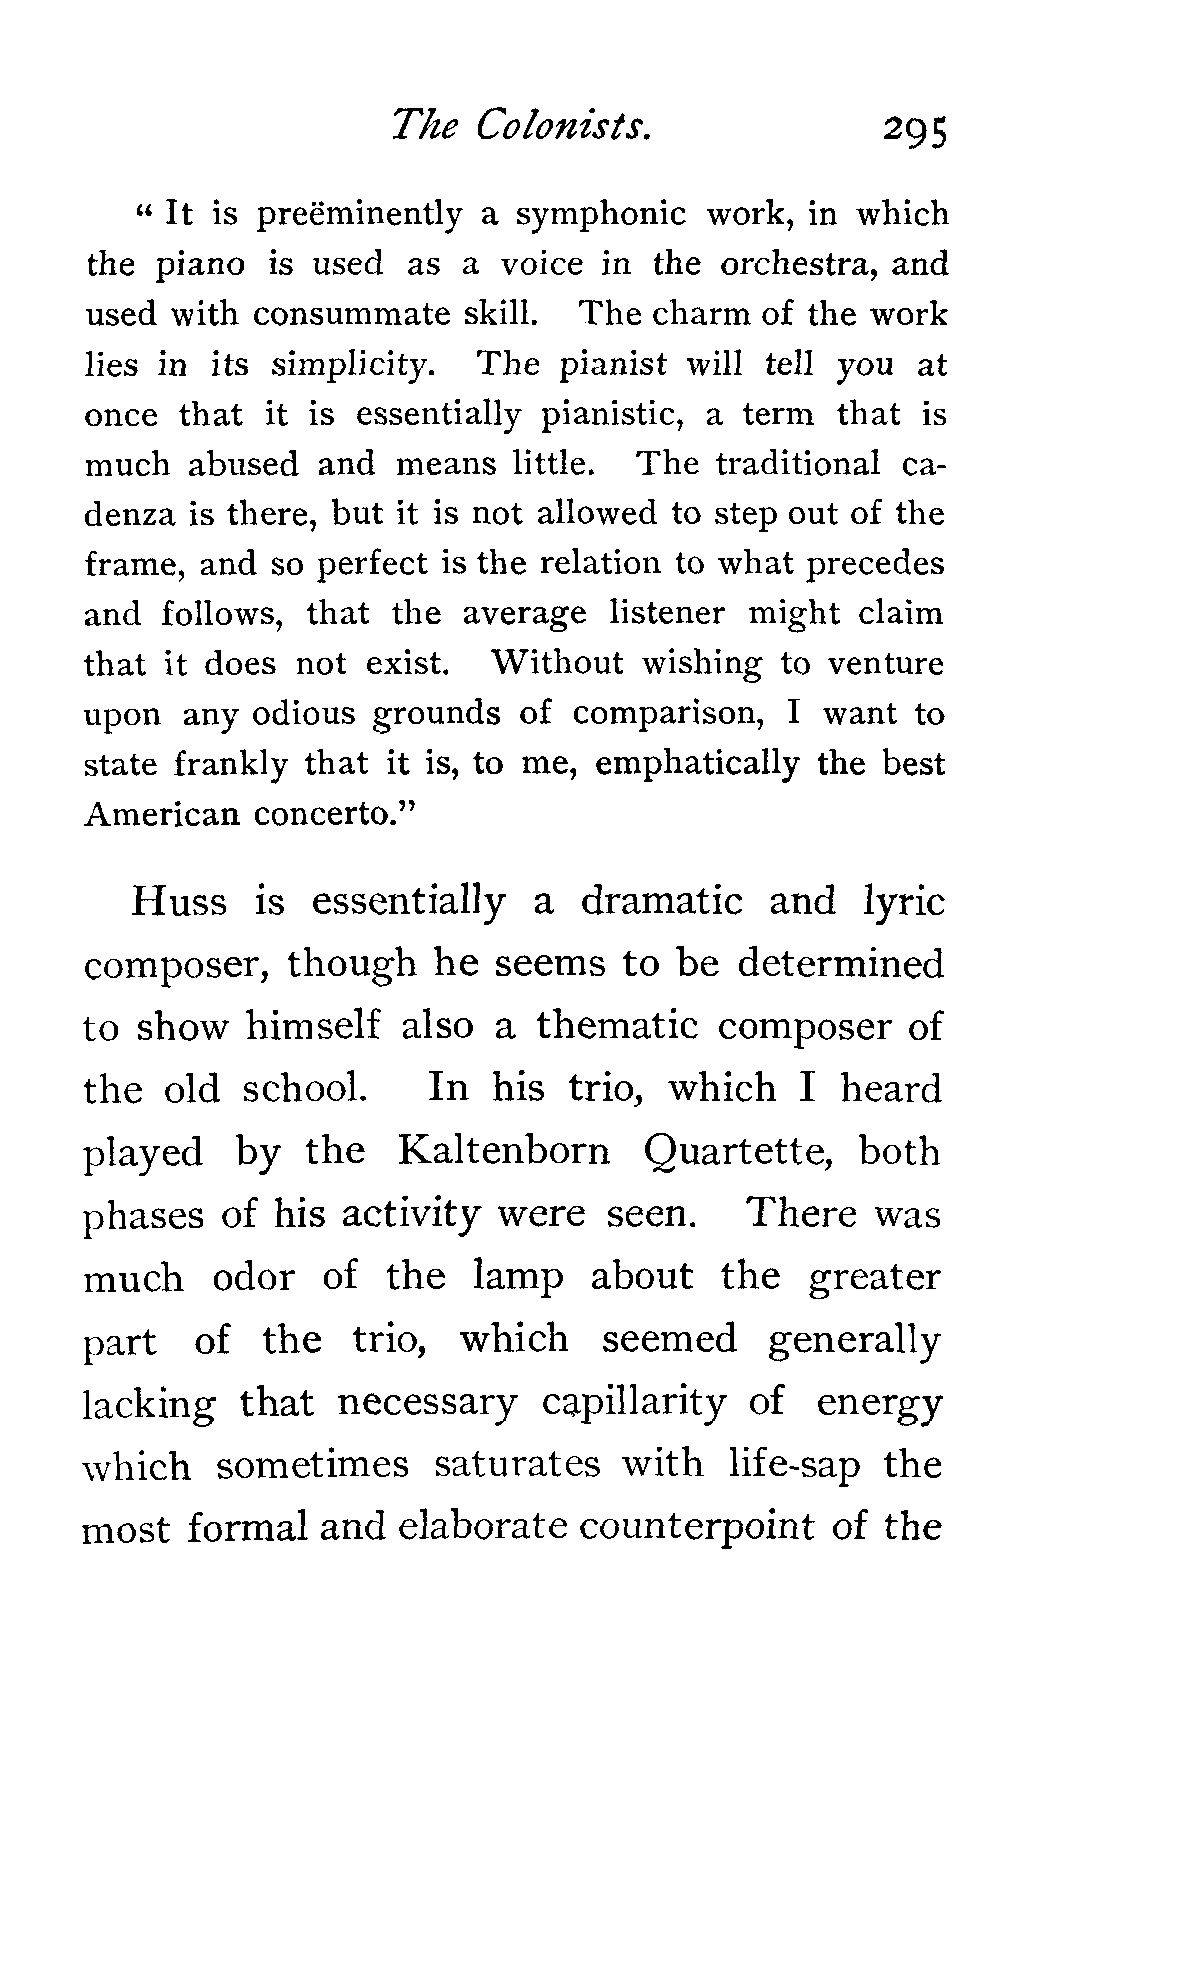 The Colonists. 295
“ It is preëminently a symphonic work, in which
the piano is used as a voice in the orchestra, and
used with consummate skill. The charm of the work
lies in its simplicity. The pianist will tell you at
once that it is essentially pianistic, a term that is
much abused and means little. The traditional ca-
denza is there, but it is not allowed to step out of the
frame, and so perfect is the relation to what precedes
and follows, that the average listener might claim
that it does not exist. Without wishing to venture
upon any odious grounds of comparison, I want to
state frankly that it is, to me, emphatically the best
American concerto.”
Huss is essentially a dramatic and lyric
composer, though he seems to be determined
to show himself also a thematic composer of
the old school. In his trio, which I heard
played by the Kaltenborn Quartette, both
phases of his activity were seen. There was
much odor of the lamp about the greater
part of the trio, which seemed generally
lacking that necessary capillarity of energy
which sometimes saturates with life-sap the
most formal and elaborate counterpoint of the